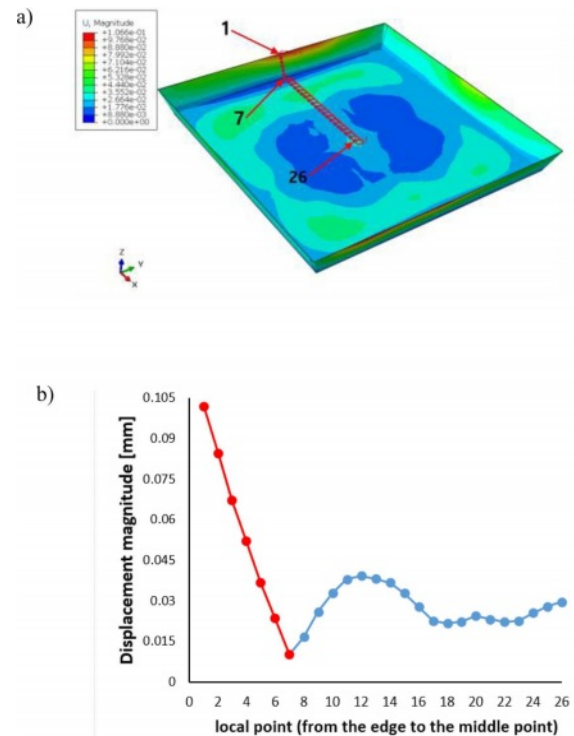 a)
U, Magnitude
+1.066e-01
+9.768e-02
+8.880e-02
+7.992e-02
+7.104e-02
+6.216e-02
+5.328e-02
+4.440e-02
+3.552e-02
+2.664e-02
+1.776e-02
+8.880e-03
+0.000e+00
1
7
26
Z
Y
X
b)
Displacement magnitude [mm]
0.105
0.09
0.075
0.06
0.045
0.03
0.015
0
0 2 4 6 8 10 12 14 16 18 20 22 24 26
local point (from the edge to the middle point)